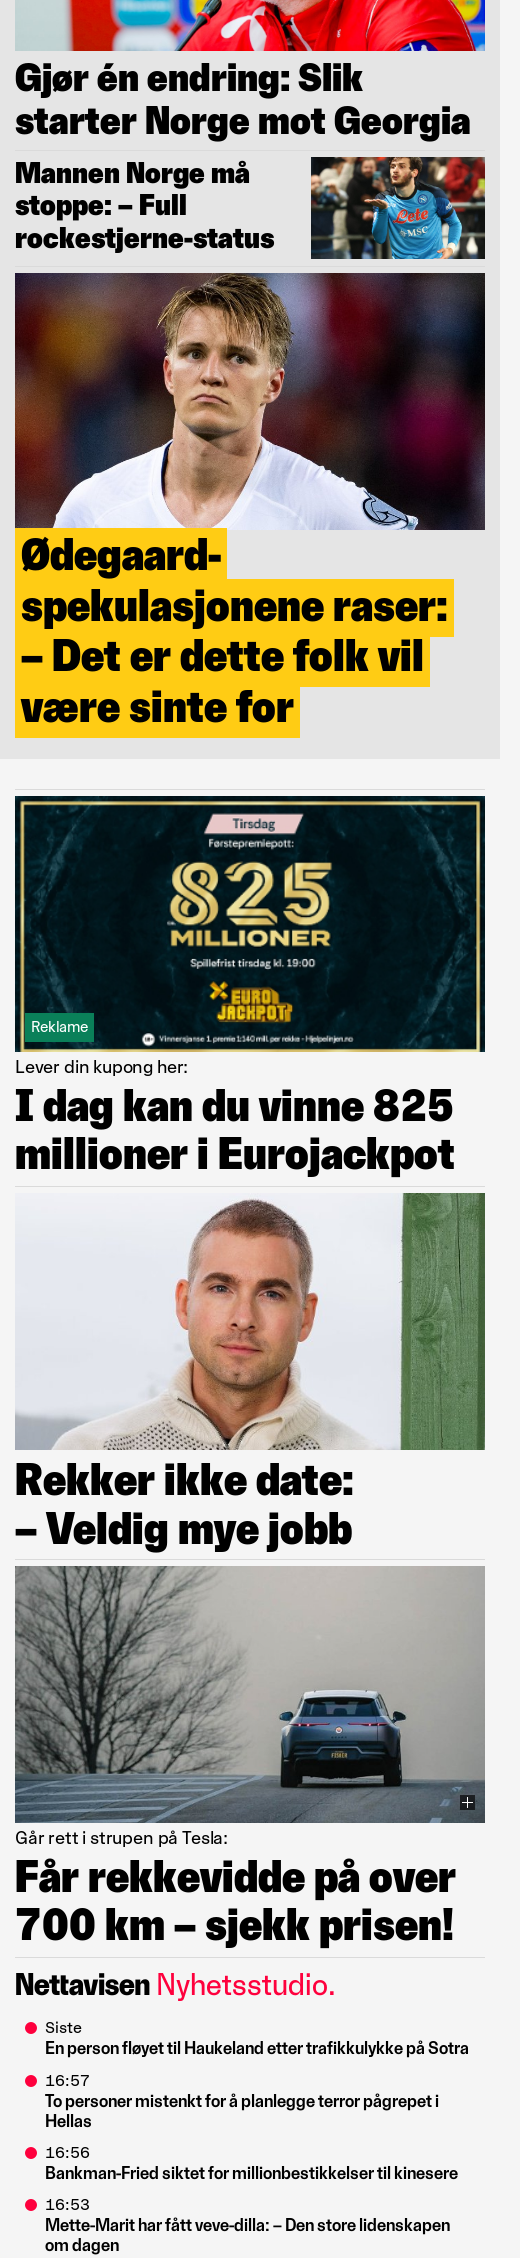 Gjør én endring: Slik
starter Norge mot Georgia
Mannen Norge må
stoppe: – Full
rockestjerne-status
Lete
MSC
Ødegaard-
spekulasjonene raser:
– Det er dette folk vil
være sinte for
Tirsdag
Førstepremiepott:
825
MILLIONER
Spillefrist tirsdag kl. 19:00
EURO
JACKPOT
18+ Vinnersjanse 1. premie 1:140 mill. per rekke - Hjelpelinjen.no
Reklame
Lever din kupong her:
I dag kan du vinne 825
millioner i Eurojackpot
Rekker ikke date:
– Veldig mye jobb
FISKER
Går rett i strupen på Tesla:
Får rekkevidde på over
700 km – sjekk prisen!
Nettavisen Nyhetsstudio.
Siste
En person fløyet til Haukeland etter trafikkulykke på Sotra
16:57
To personer mistenkt for å planlegge terror pågrepet i
Hellas
16:56
Bankman-Fried siktet for millionbestikkelser til kinesere
16:53
Mette-Marit har fått veve-dilla: – Den store lidenskapen
om dagen